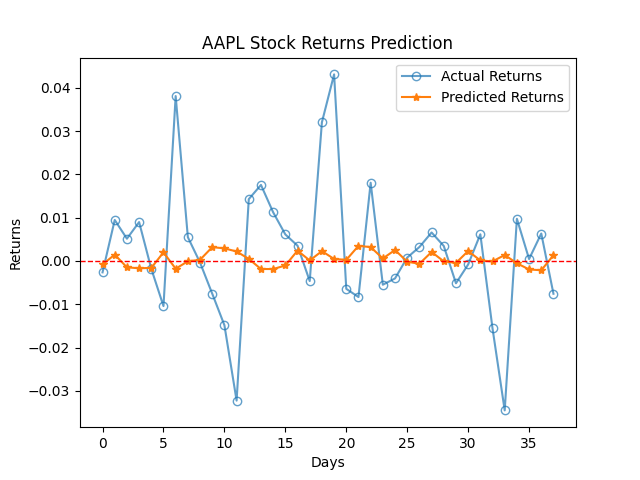 AAPL Stock Returns Prediction
Actual Returns
Predicted Returns
0.04
0.03
0.02
0.01
0.00
−0.01
−0.02
−0.03
Returns
0 5 10 15 20 25 30 35
Days